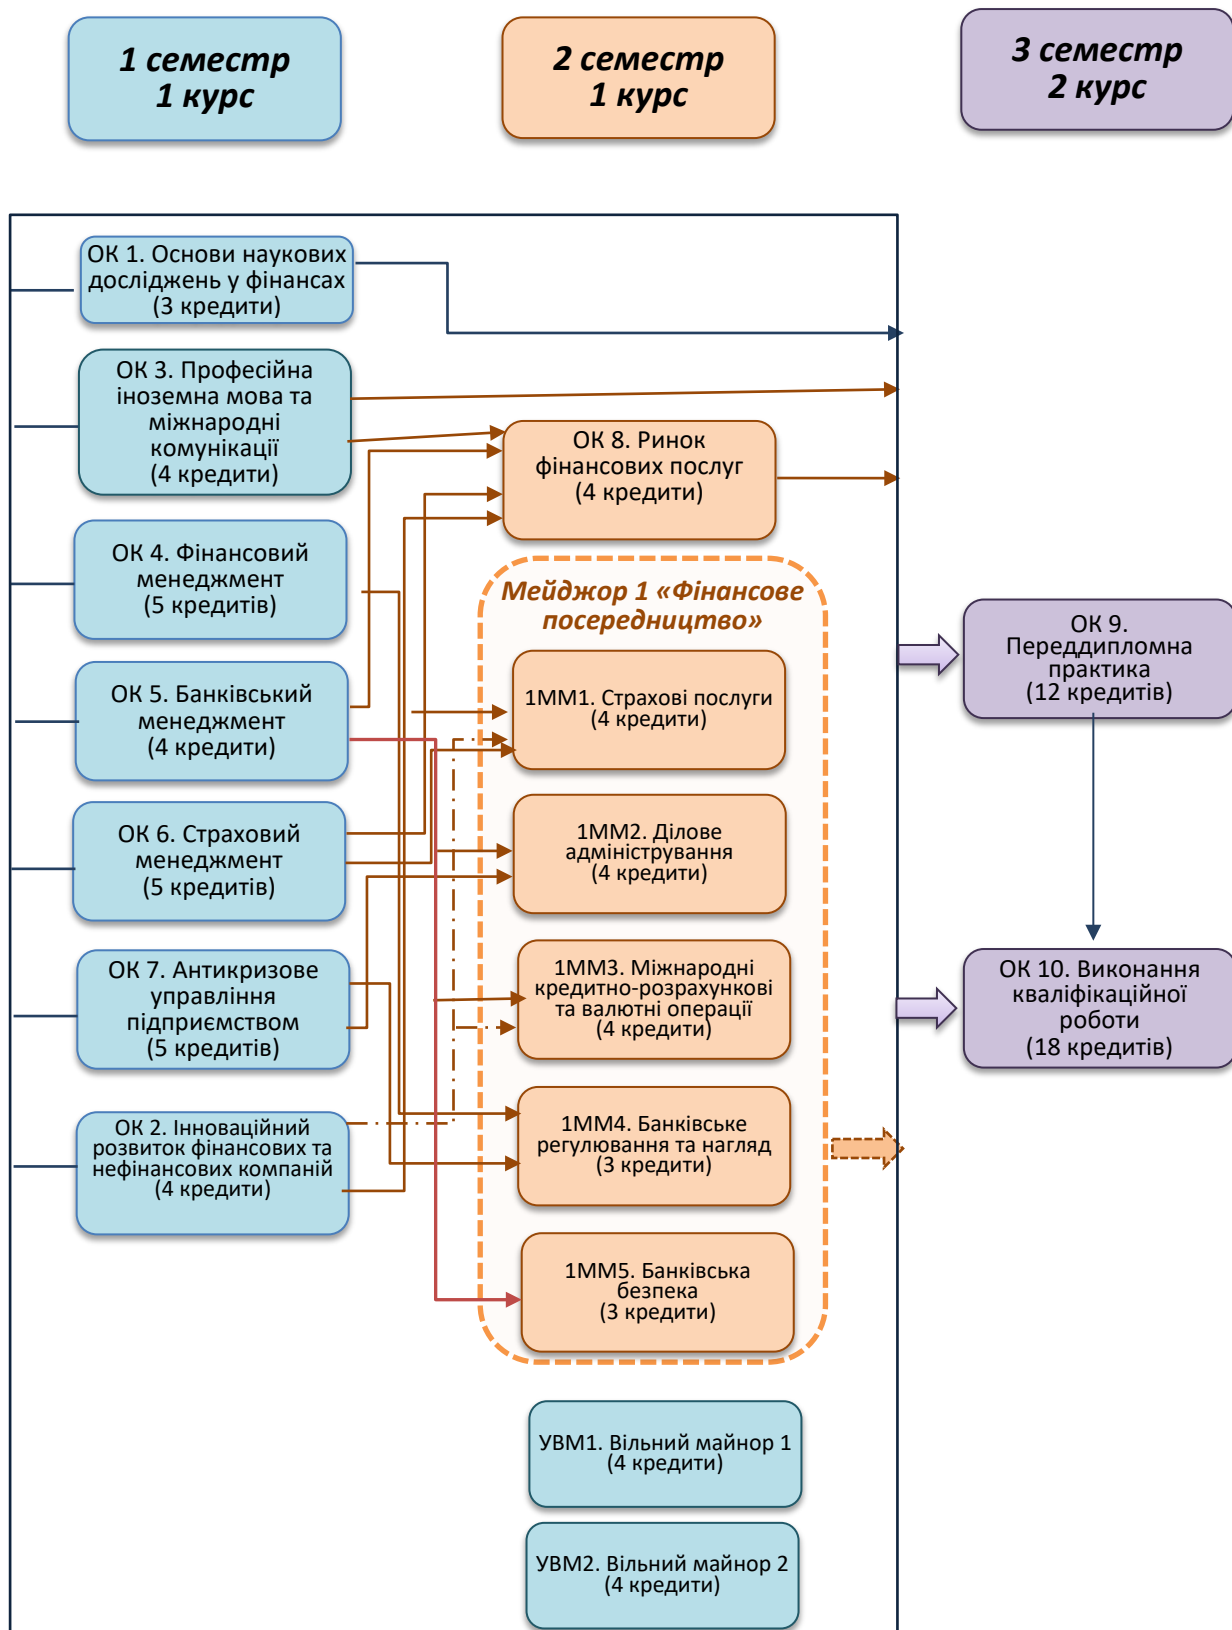 1 семестр
1 курс
2 семестр
1 курс
3 семестр
2 курс
ОК 1. Основи наукових
досліджень у фінансах
(3 кредити)
ОК 3. Професійна
іноземна мова та
міжнародні
комунікації
(4 кредити)
ОК 4. Фінансовий
менеджмент
(5 кредитів)
ОК 5. Банківський
менеджмент
(4 кредити)
ОК 6. Страховий
менеджмент
(5 кредитів)
ОК 7. Антикризове
управління
підприємством
(5 кредитів)
ОК 2. Інноваційний
розвиток фінансових та
нефінансових компаній
(4 кредити)
ОК 8. Ринок
фінансових послуг
(4 кредити)
Мейджор 1 «Фінансове
посередництво»
1ММ1. Страхові послуги
(4 кредити)
1ММ2. Ділове
адміністрування
(4 кредити)
1ММ3. Міжнародні
кредитно-розрахункові
та валютні операції
(4 кредити)
1ММ4. Банківське
регулювання та нагляд
(3 кредити)
1ММ5. Банківська
безпека
(3 кредити)
УВМ1. Вільний майнор 1
(4 кредити)
УВМ2. Вільний майнор 2
(4 кредити)
ОК 9.
Переддипломна
практика
(12 кредитів)
ОК 10. Виконання
кваліфікаційної
роботи
(18 кредитів)